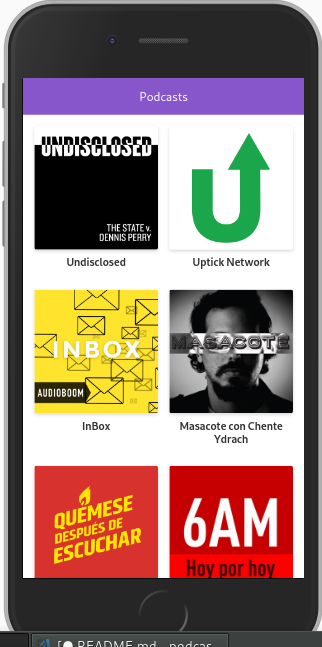 Podcasts
UNDISCLOSED
THE STATE V.
DENNIS PERRY
Undisclosed
Uptick Network
INBOX
AUDIOBOOM
InBox
MASACOTE
Masacote con Chente
Ydrach
QUÉMESE
DESPUÉS DE
ESCUCHAR
6AM
Hoy por hoy
README.md - podcas...